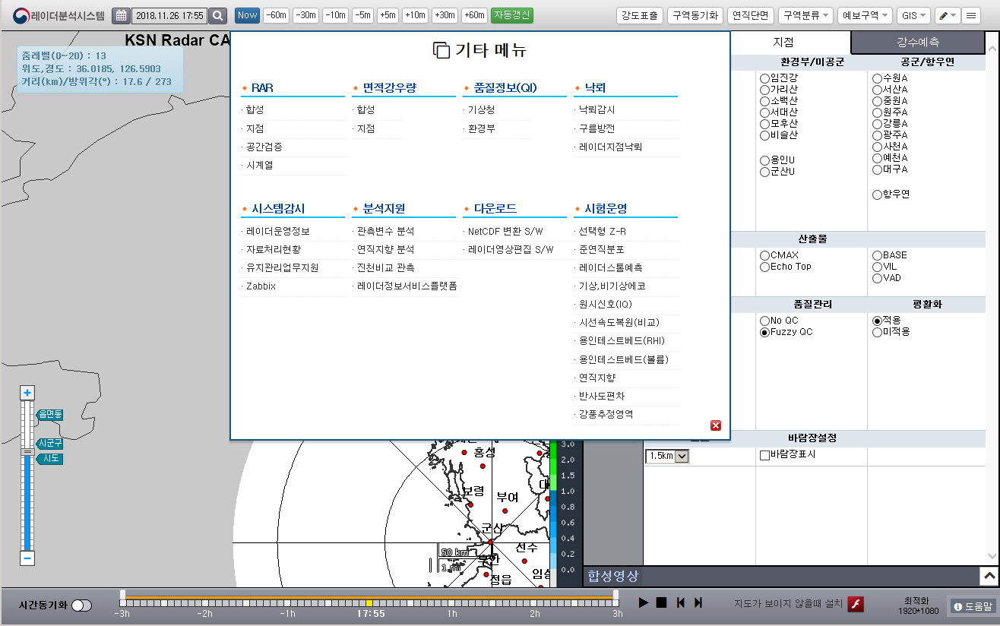 레이더분석시스템 2018.11.26 17:55 Now −60m −30m −10m −5m +5m +10m +30m +60m 자동갱신 강도표출 구역동기화 연직단면 구역분류 예보구역 GIS
KSN Radar CA
줌레벨(0~20) : 13
위도,경도 : 36.0185, 126.5903
거리(km)/방위각(°) : 17.6 / 273
기타 메뉴
RAR
· 합성
· 지점
· 공간검증
· 시계열
면적강우량
· 합성
· 지점
품질정보(QI)
· 기상청
· 환경부
낙뢰
· 낙뢰감시
· 구름방전
· 레이더지점낙뢰
시스템감시
· 레이더운영정보
· 자료처리현황
· 유지관리업무지원
· Zabbix
분석지원
· 관측변수 분석
· 연직지향 분석
· 진천비교 관측
· 레이더정보서비스플랫폼
다운로드
· NetCDF 변환 S/W
· 레이더영상편집 S/W
시험운영
· 선택형 Z-R
· 준연직분포
· 레이더스톰예측
· 기상,비기상에코
· 원시신호(IQ)
· 시선속도복원(비교)
· 용인테스트베드(RHI)
· 용인테스트베드(볼륨)
· 연직지향
· 반사도편차
· 강풍추정영역
지점 강수예측
환경부/미공군 공군/항우연
임진강
가리산
소백산
서대산
모후산
비슬산
용인U
군산U
수원A
서산A
중원A
원주A
강릉A
광주A
사천A
예천A
대구A
항우연
산출물
CMAX
Echo Top
BASE
VIL
VAD
품질관리 평활화
No QC
Fuzzy QC
적용
미적용
바람장설정
1.5km 바람장표시
+
읍면동
시군구
시도
−
홍성
보령
부여
대
군산
전주
50 km
부안
정읍
임실
3.0
2.0
1.5
1.0
0.8
0.6
0.4
0.2
0.0
합성영상
시간동기화
-3h -2h -1h 17:55 1h 2h 3h
지도가 보이지 않을때 설치
최적화
1920*1080
도움말